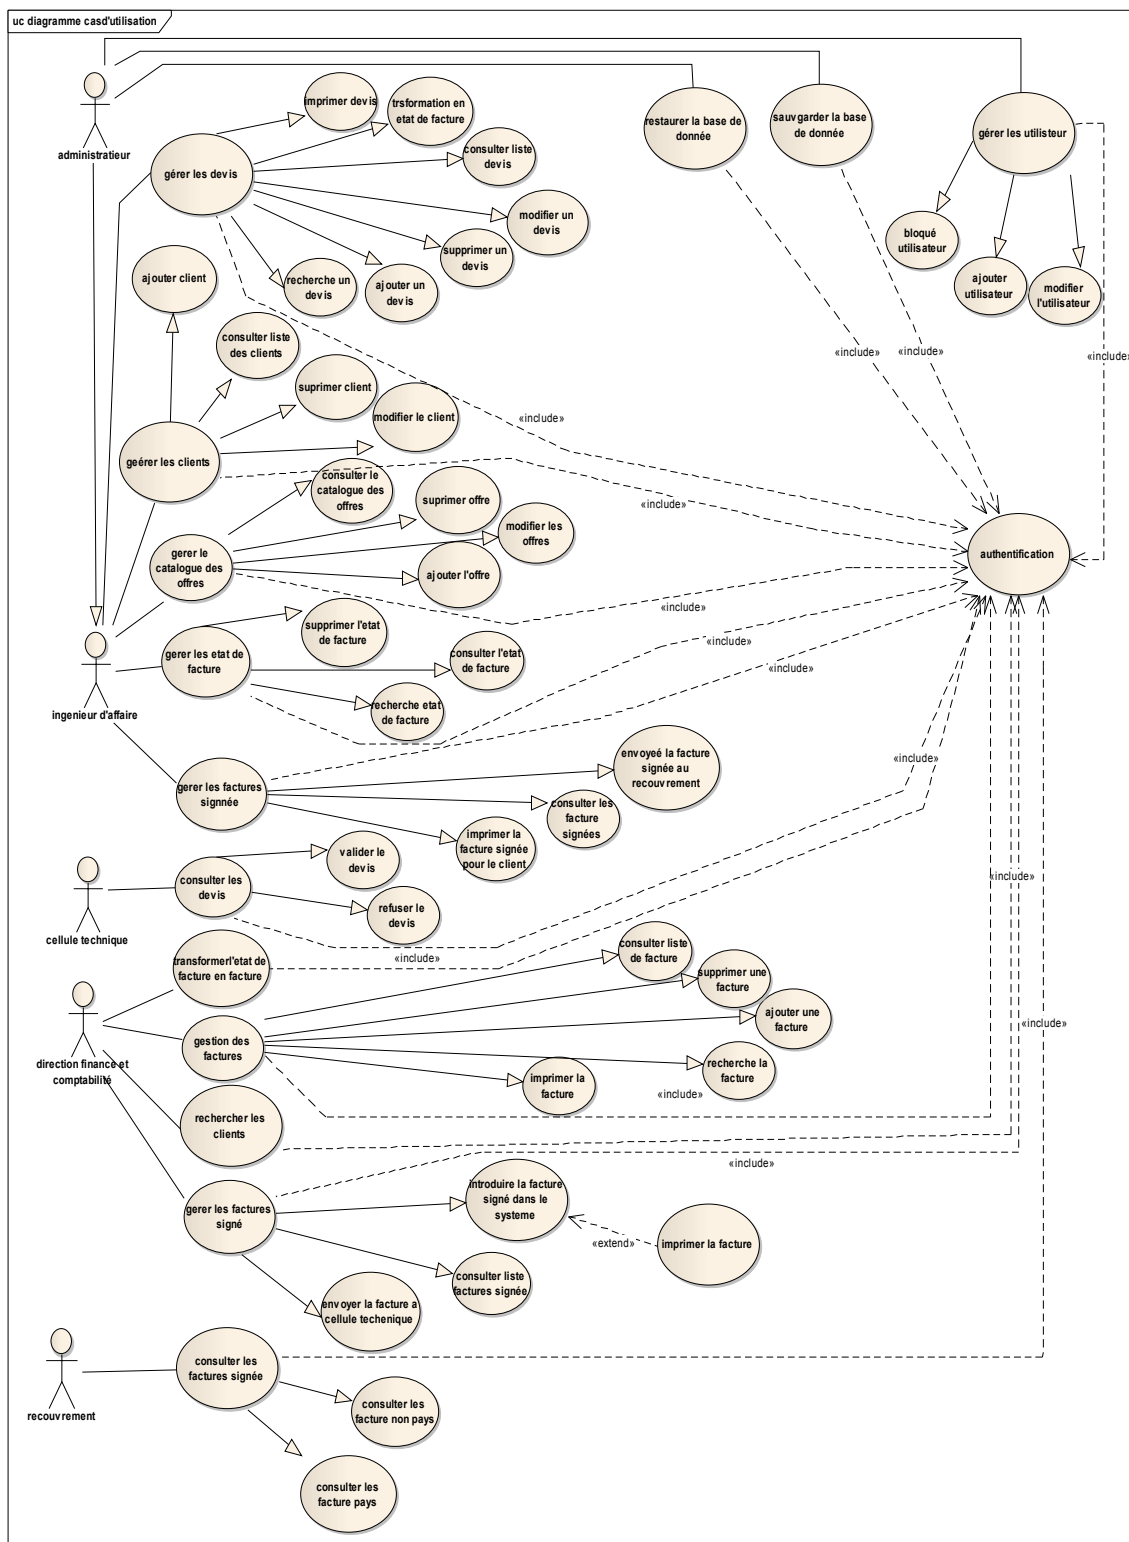 uc diagramme casd'utilisation
administratieur
imprimer devis
trsformation en
etat de facture
consulter liste
devis
gérer les devis
modifier un
devis
supprimer un
devis
ajouter un
devis
recherche un
devis
restaurer la base de
donnée
sauvgarder la base
de donnée
gérer les utilisteur
bloqué
utilisateur
ajouter
utilisateur
modifier
l'utilisateur
«include»
«include»
«include»
ajouter client
consulter liste
des clients
suprimer client
modifier le client
geérer les clients
«include»
consulter le
catalogue des
offres
suprimer offre
modifier les
offres
«include»
gerer le
catalogue des
offres
ajouter l'offre
authentification
«include»
supprimer l'etat
de facture
«include»
gerer les etat de
facture
consulter l'etat
de facture
«include»
recherche etat
de facture
ingenieur d'affaire
envoyeé la facture
signée au
recouvrement
«include»
gerer les factures
signnée
consulter les
facture
signées
imprimer la
facture signée
pour le client
valider le
devis
consulter les
devis
refuser le
devis
«include»
cellule technique
transformerl'etat de
facture en facture
«include»
consulter liste
de facture
supprimer une
facture
ajouter une
facture
«include»
gestion des
factures
recherche la
facture
imprimer la
facture
«include»
direction finance et
comptabilité
rechercher les
clients
«include»
gerer les factures
signé
introduire la facture
signé dans le
systeme
«extend»
imprimer la facture
consulter liste
factures signée
envoyer la facture a
cellule techenique
consulter les
factures signée
recouvrement
consulter les
facture non pays
consulter les
facture pays